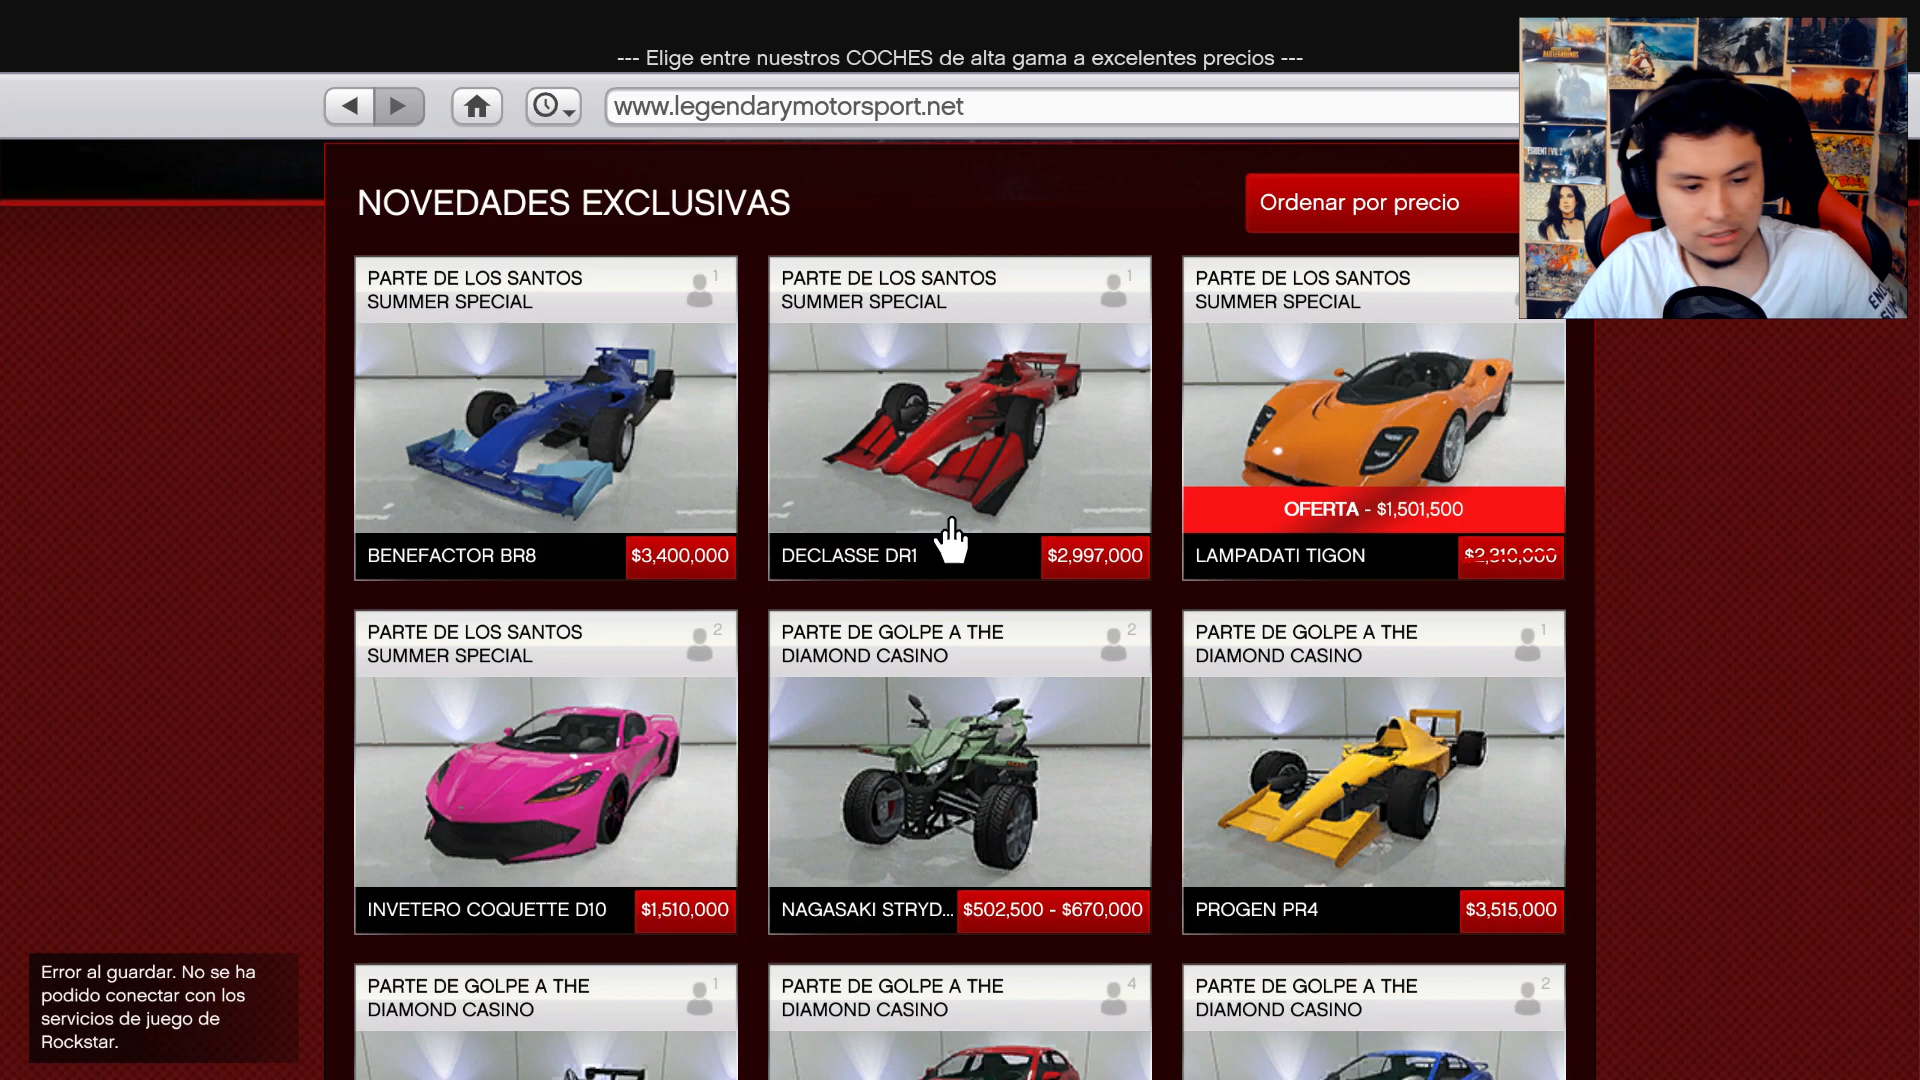 --- Elige entre nuestros COCHES de alta gama a excelentes precios ---
www.legendarymotorsport.net
NOVEDADES EXCLUSIVAS
Ordenar por precio
PARTE DE LOS SANTOS
SUMMER SPECIAL
1
BENEFACTOR BR8
$3,400,000
PARTE DE LOS SANTOS
SUMMER SPECIAL
1
DECLASSE DR1
$2,997,000
PARTE DE LOS SANTOS
SUMMER SPECIAL
OFERTA - $1,501,500
LAMPADATI TIGON
$2,310,000
PARTE DE LOS SANTOS
SUMMER SPECIAL
2
INVETERO COQUETTE D10
$1,510,000
PARTE DE GOLPE A THE
DIAMOND CASINO
2
NAGASAKI STRYD...
$502,500 - $670,000
PARTE DE GOLPE A THE
DIAMOND CASINO
1
PROGEN PR4
$3,515,000
PARTE DE GOLPE A THE
DIAMOND CASINO
1
PARTE DE GOLPE A THE
DIAMOND CASINO
4
PARTE DE GOLPE A THE
DIAMOND CASINO
2
Error al guardar. No se ha
podido conectar con los
servicios de juego de
Rockstar.